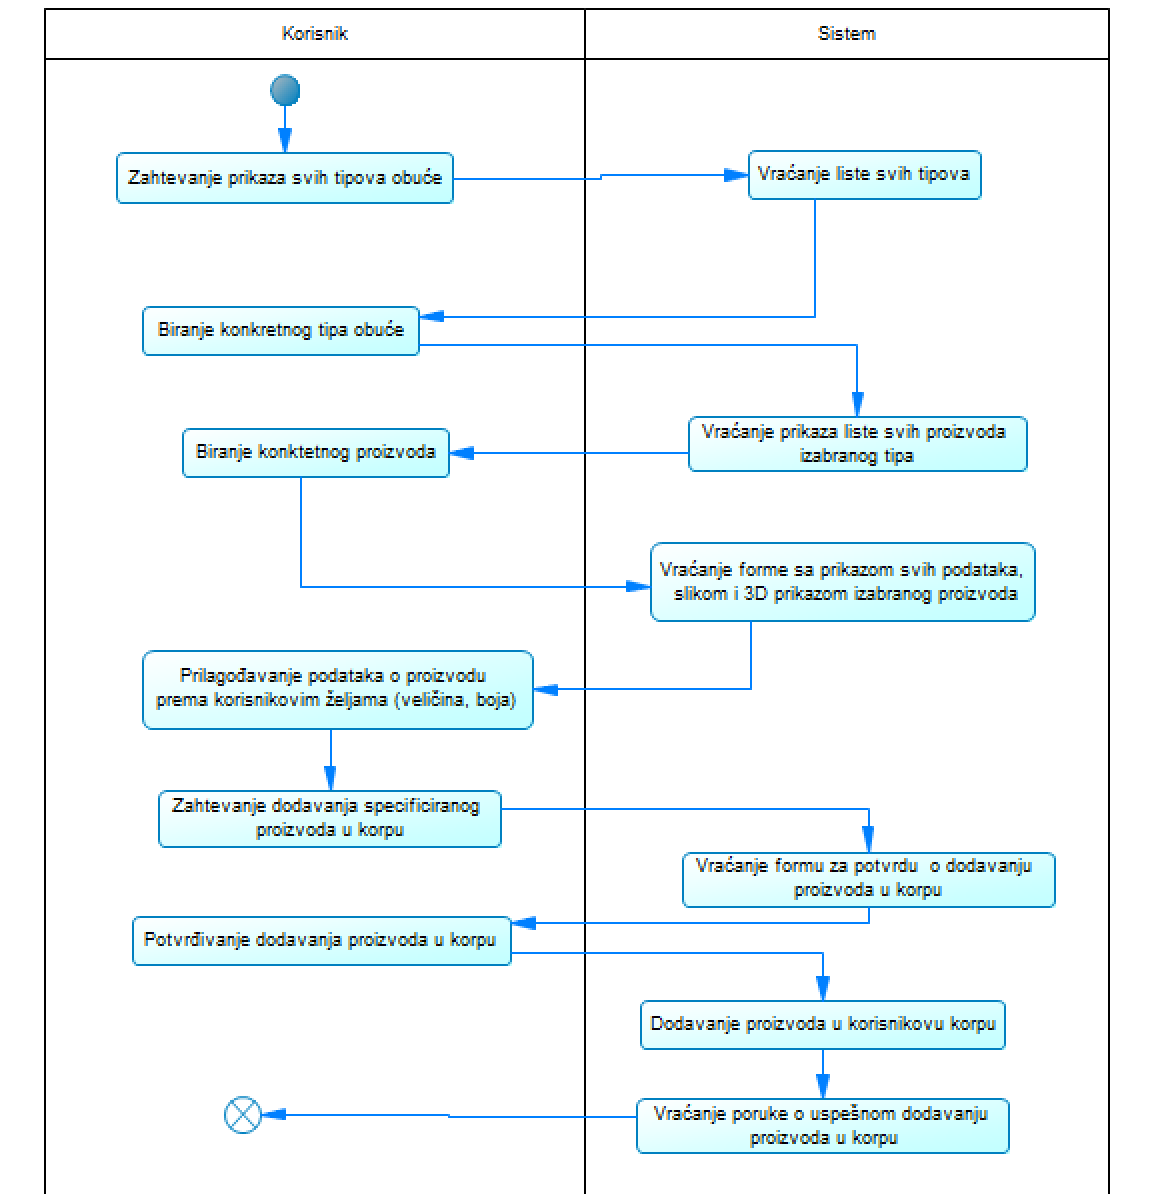 Korisnik
Sistem
Zahtevanje prikaza svih tipova obuće
Vraćanje liste svih tipova
Biranje konkretnog tipa obuće
Vraćanje prikaza liste svih proizvoda
izabranog tipa
Biranje konktetnog proizvoda
Vraćanje forme sa prikazom svih podataka,
slikom i 3D prikazom izabranog proizvoda
Prilagođavanje podataka o proizvodu
prema korisnikovim željama (veličina, boja)
Zahtevanje dodavanja specificiranog
proizvoda u korpu
Vraćanje formu za potvrdu  o dodavanju
proizvoda u korpu
Potvrđivanje dodavanja proizvoda u korpu
Dodavanje proizvoda u korisnikovu korpu
Vraćanje poruke o uspešnom dodavanju
proizvoda u korpu